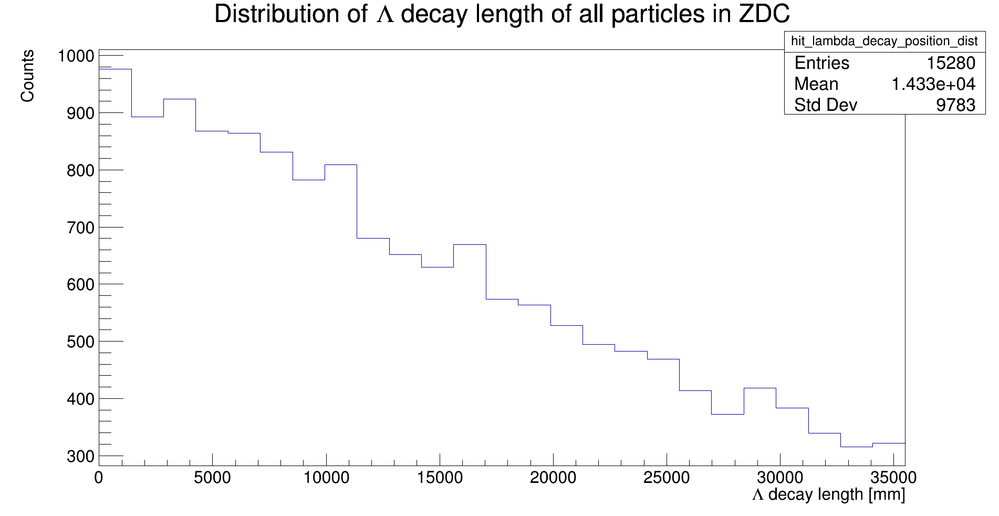 Distribution of Λ decay length of all particles in ZDC
hit_lambda_decay_position_dist
Entries 15280
Mean 1.433e+04
Std Dev 9783
Counts
1000
900
800
700
600
500
400
300
0 5000 10000 15000 20000 25000 30000 35000
Λ decay length [mm]